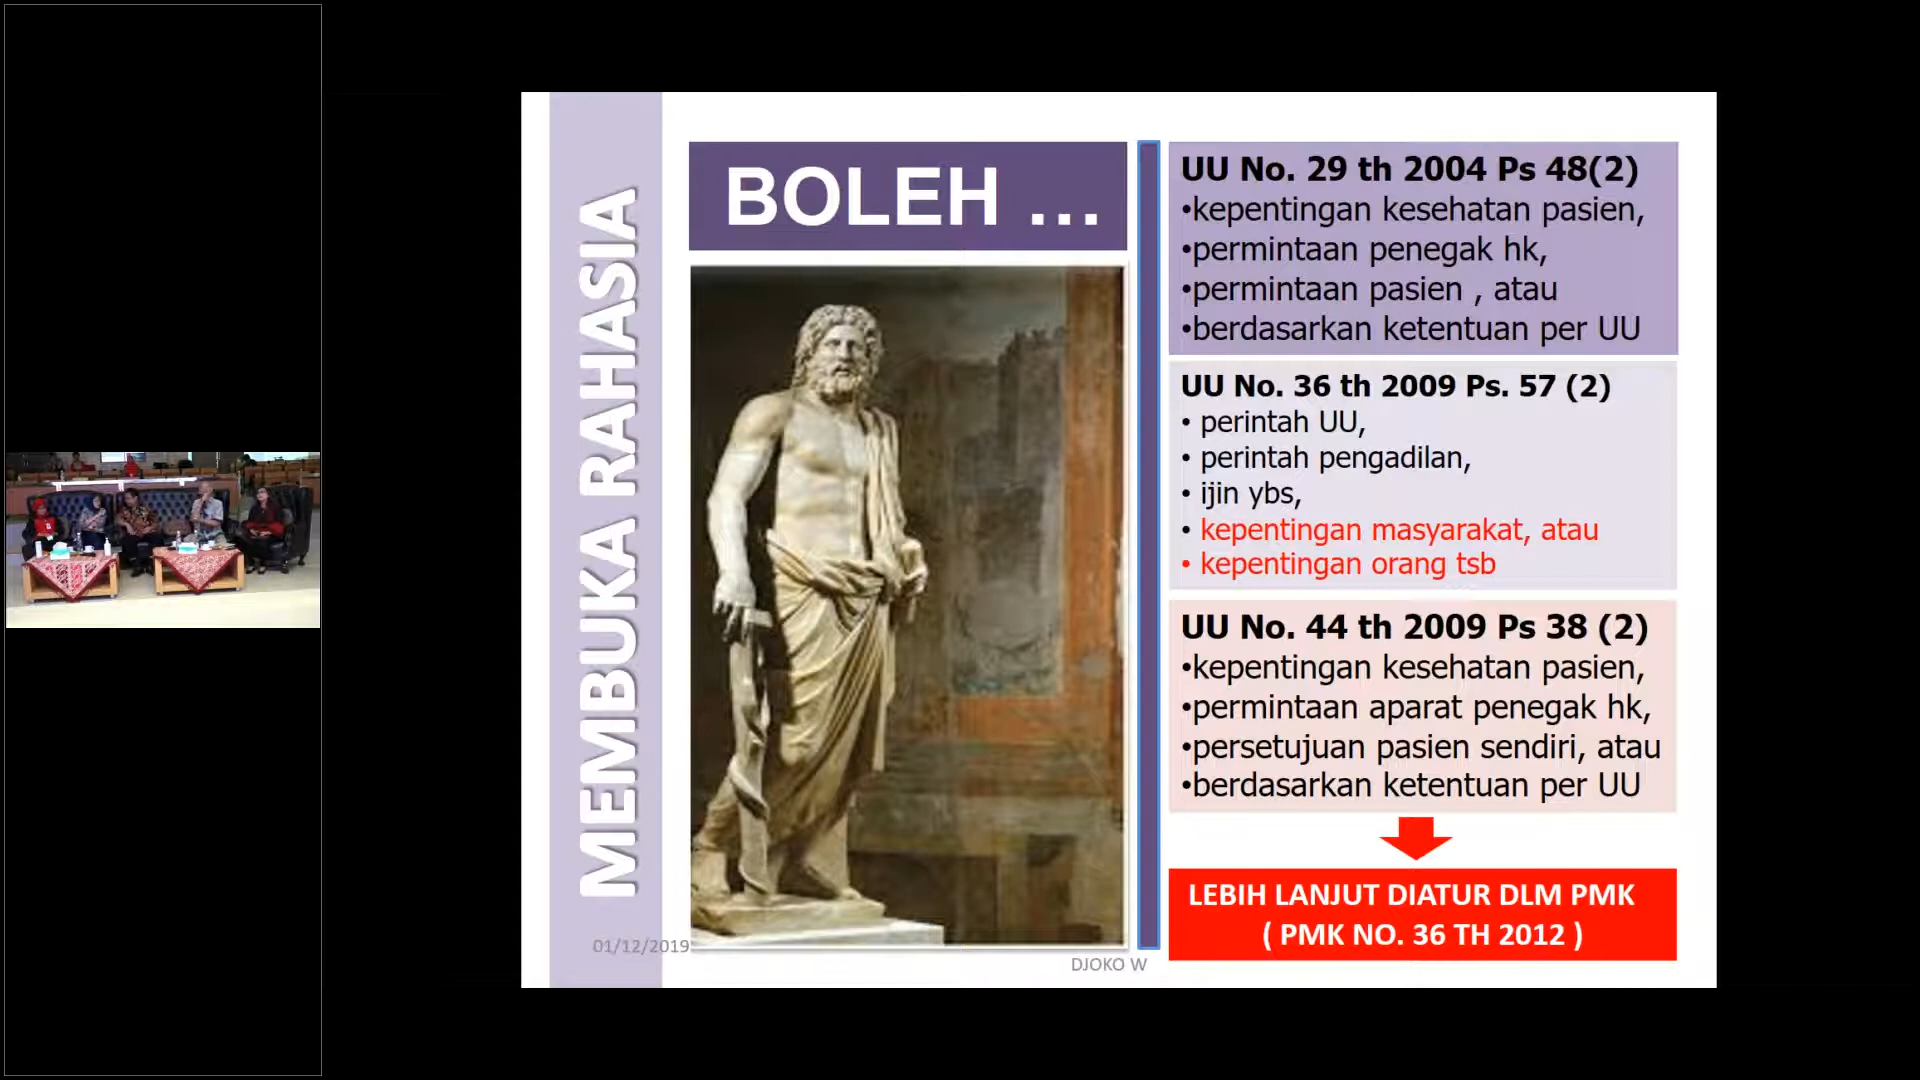 MEMBUKA RAHASIA
BOLEH ...
UU No. 29 th 2004 Ps 48(2)
•kepentingan kesehatan pasien,
•permintaan penegak hk,
•permintaan pasien , atau
•berdasarkan ketentuan per UU
UU No. 36 th 2009 Ps. 57 (2)
• perintah UU,
• perintah pengadilan,
• ijin ybs,
• kepentingan masyarakat, atau
• kepentingan orang tsb
UU No. 44 th 2009 Ps 38 (2)
•kepentingan kesehatan pasien,
•permintaan aparat penegak hk,
•persetujuan pasien sendiri, atau
•berdasarkan ketentuan per UU
LEBIH LANJUT DIATUR DLM PMK
( PMK NO. 36 TH 2012 )
01/12/2019
DJOKO W